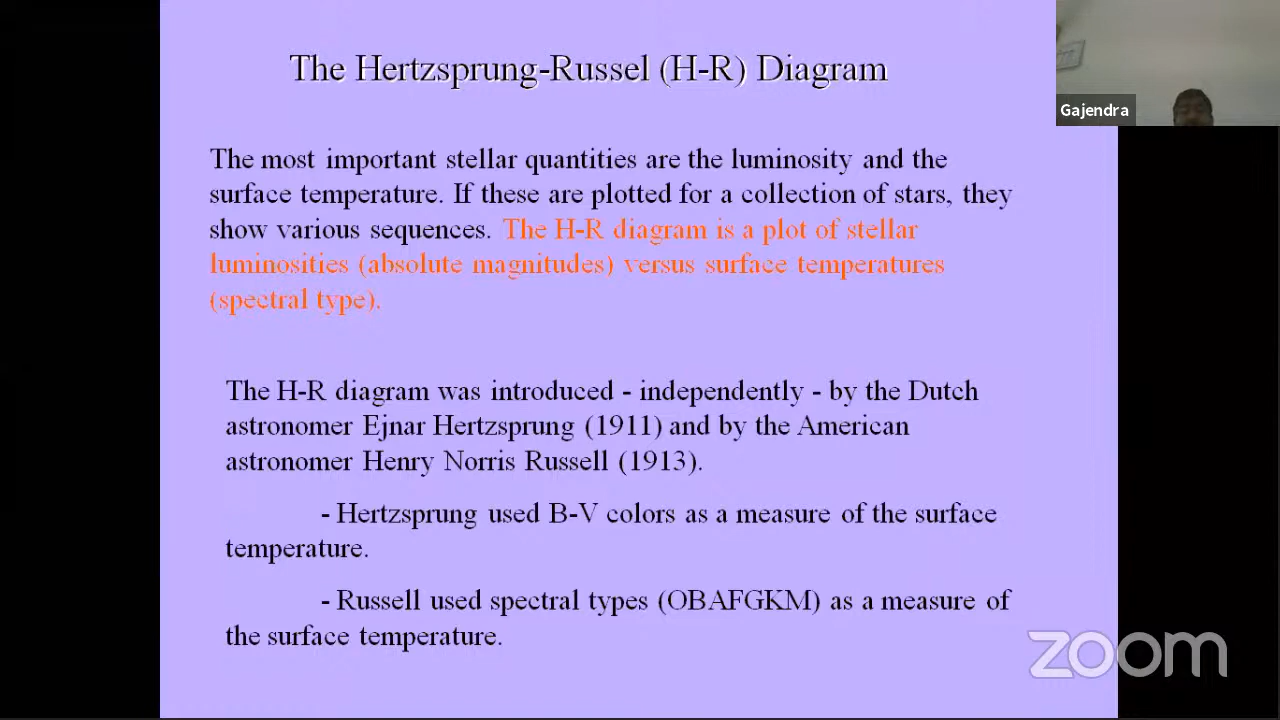 The Hertzsprung-Russel (H-R) Diagram
Gajendra
The most important stellar quantities are the luminosity and the
surface temperature. If these are plotted for a collection of stars, they
show various sequences. The H-R diagram is a plot of stellar
luminosities (absolute magnitudes) versus surface temperatures
(spectral type).
The H-R diagram was introduced - independently - by the Dutch
astronomer Ejnar Hertzsprung (1911) and by the American
astronomer Henry Norris Russell (1913).
- Hertzsprung used B-V colors as a measure of the surface
temperature.
- Russell used spectral types (OBAFGKM) as a measure of
the surface temperature.
zoom